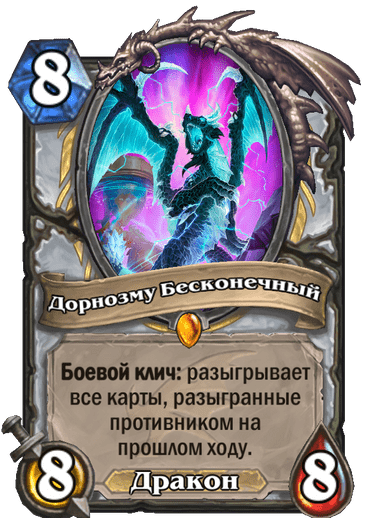 8
Дорнозму Бесконечный
Боевой клич: разыгрывает
все карты, разыгранные
противником на
прошлом ходу.
8
Дракон
8